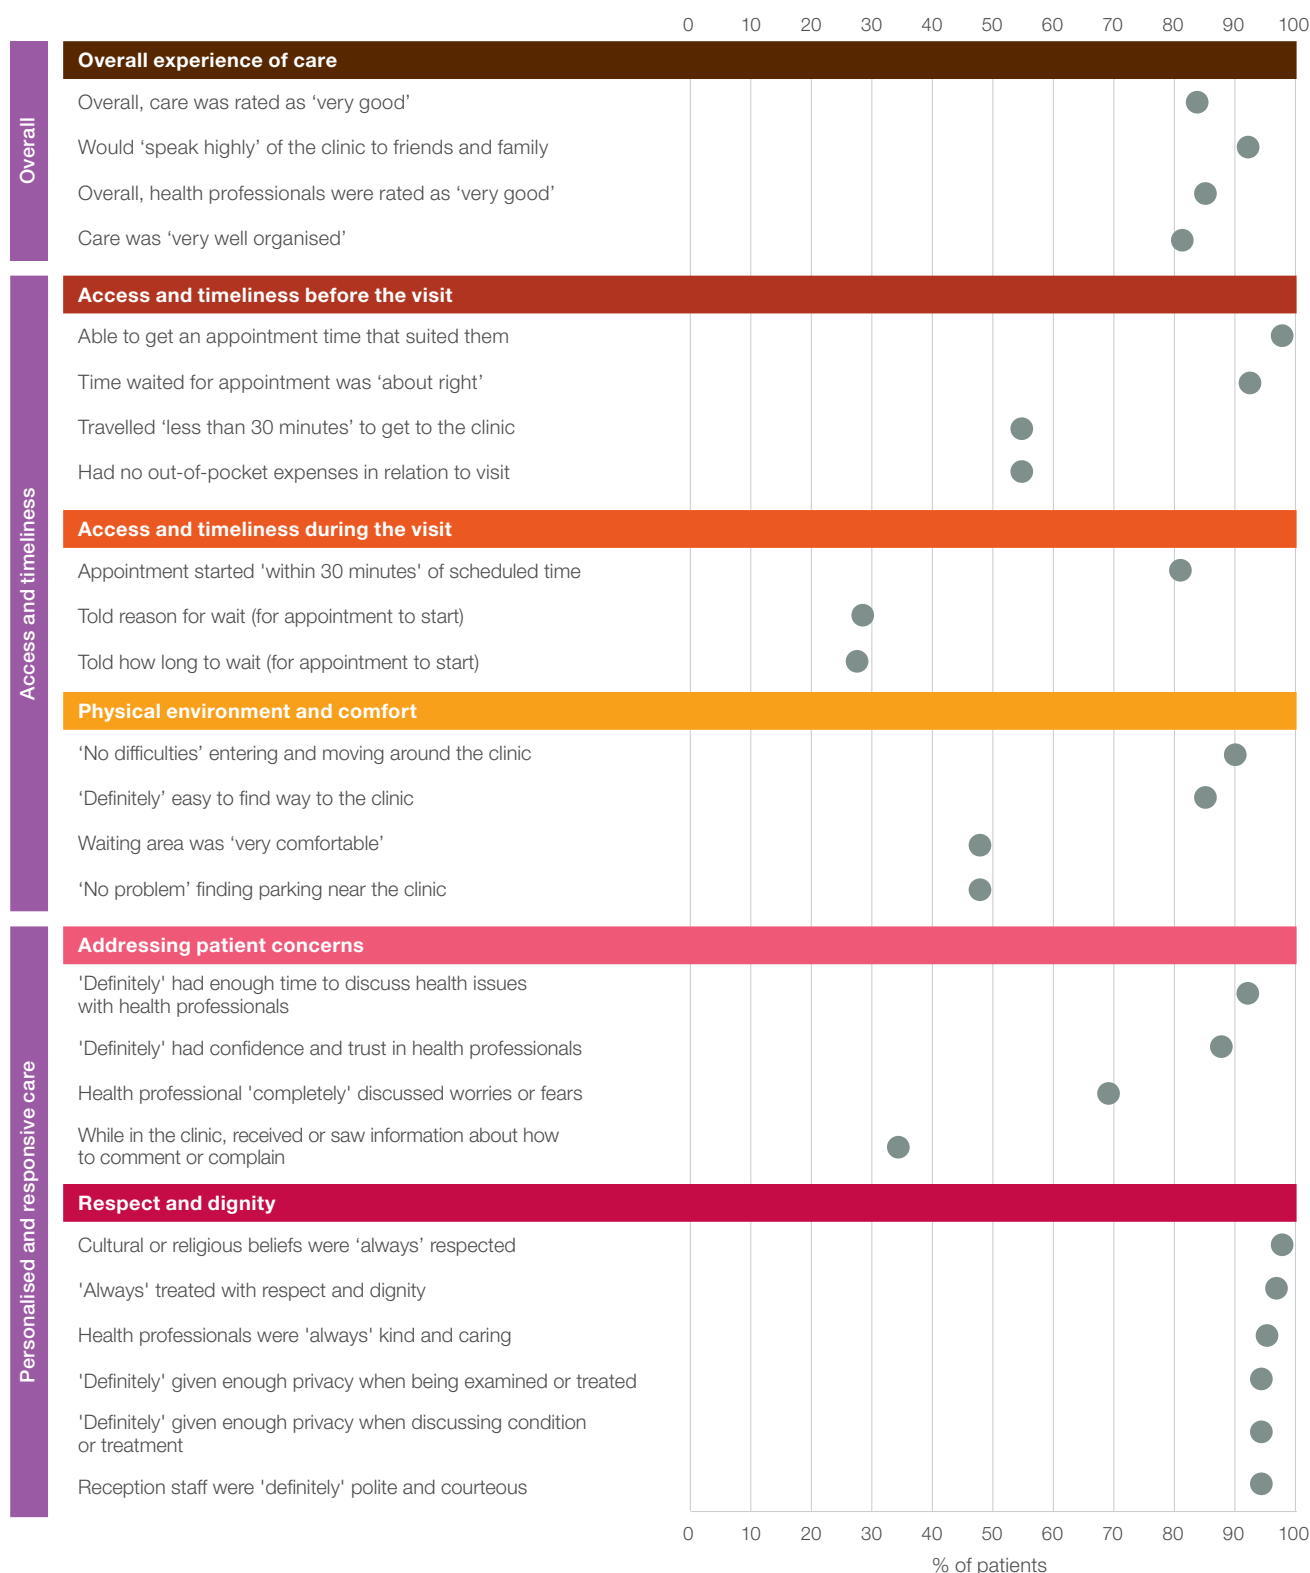 0 10 20 30 40 50 60 70 80 90 100
Overall
Overall experience of care
Overall, care was rated as ‘very good’
Would ‘speak highly’ of the clinic to friends and family
Overall, health professionals were rated as ‘very good’
Care was ‘very well organised’
Access and timeliness
Access and timeliness before the visit
Able to get an appointment time that suited them
Time waited for appointment was ‘about right’
Travelled ‘less than 30 minutes’ to get to the clinic
Had no out-of-pocket expenses in relation to visit
Access and timeliness during the visit
Appointment started 'within 30 minutes' of scheduled time
Told reason for wait (for appointment to start)
Told how long to wait (for appointment to start)
Physical environment and comfort
‘No difficulties’ entering and moving around the clinic
‘Definitely’ easy to find way to the clinic
Waiting area was ‘very comfortable’
‘No problem’ finding parking near the clinic
Personalised and responsive care
Addressing patient concerns
'Definitely' had enough time to discuss health issues
with health professionals
'Definitely' had confidence and trust in health professionals
Health professional 'completely' discussed worries or fears
While in the clinic, received or saw information about how
to comment or complain
Respect and dignity
Cultural or religious beliefs were ‘always’ respected
'Always' treated with respect and dignity
Health professionals were 'always' kind and caring
'Definitely' given enough privacy when being examined or treated
'Definitely' given enough privacy when discussing condition
or treatment
Reception staff were 'definitely' polite and courteous
0 10 20 30 40 50 60 70 80 90 100
% of patients